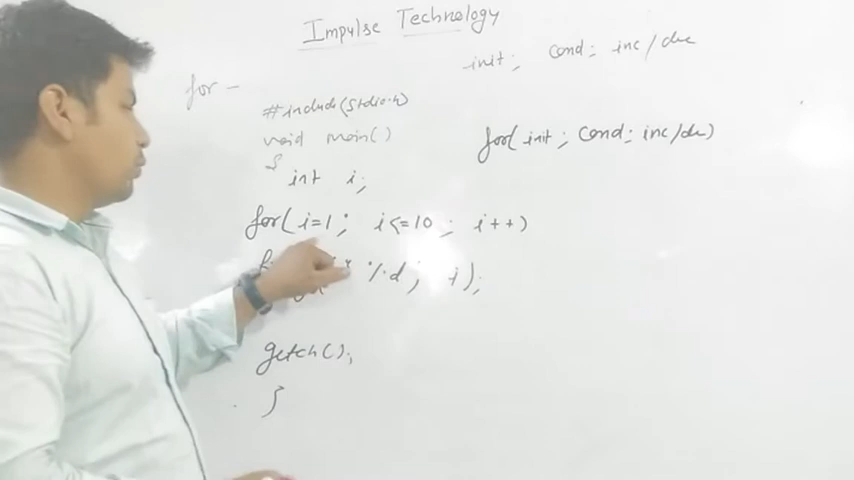 Impulse Technology
init; cond; inc/dec
for -
#include(stdio.h)
void main()
for(init; cond; inc/dec)
{
int i;
for(i=1; i<=10; i++)
%d; i);
getch();
}